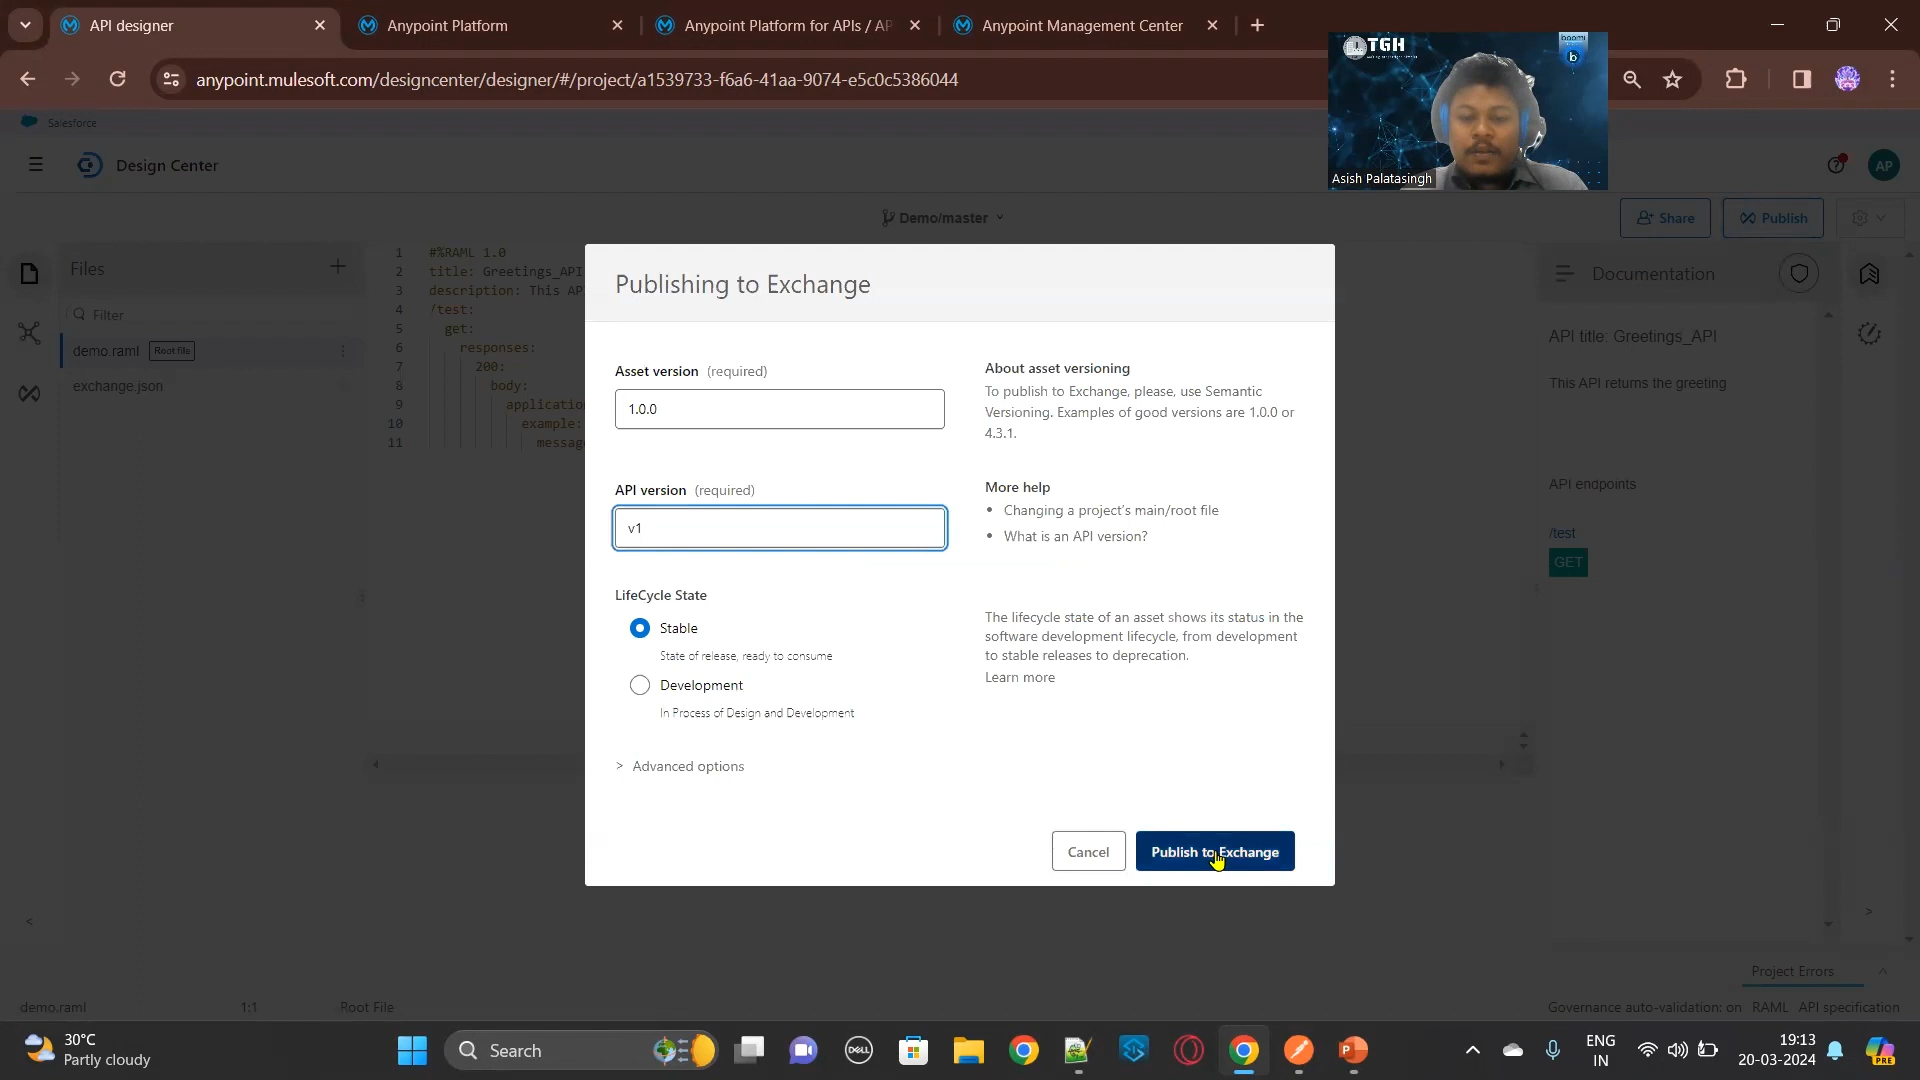 API designer
Anypoint Platform
Anypoint Platform for APIs / AP
Anypoint Management Center
anypoint.mulesoft.com/designcenter/designer/#/project/a1539733-f6a6-41aa-9074-e5c0c5386044
TGH
boomi
b
Asish Palatasingh
Salesforce
Design Center
AP
Demo/master
Share
Publish
Files
Filter
demo.raml Root file
exchange.json
1 #%RAML 1.0
2 title: Greetings_API
3 description: This AP
4 /test:
5 get:
6 responses:
7 200:
8 body:
9 applicatio
10 example:
11 messag
Publishing to Exchange
Asset version (required)
1.0.0
About asset versioning
To publish to Exchange, please, use Semantic
Versioning. Examples of good versions are 1.0.0 or
4.3.1.
API version (required)
v1
More help
• Changing a project's main/root file
• What is an API version?
LifeCycle State
Stable
State of release, ready to consume
Development
In Process of Design and Development
The lifecycle state of an asset shows its status in the
software development lifecycle, from development
to stable releases to deprecation.
Learn more
> Advanced options
Cancel
Publish to Exchange
Documentation
API title: Greetings_API
This API returns the greeting
API endpoints
/test
GET
Project Errors
demo.raml
1:1
Root File
Governance auto-validation: on RAML API specification
30°C
Partly cloudy
Search
DELL
ENG
IN
19:13
20-03-2024
PRE